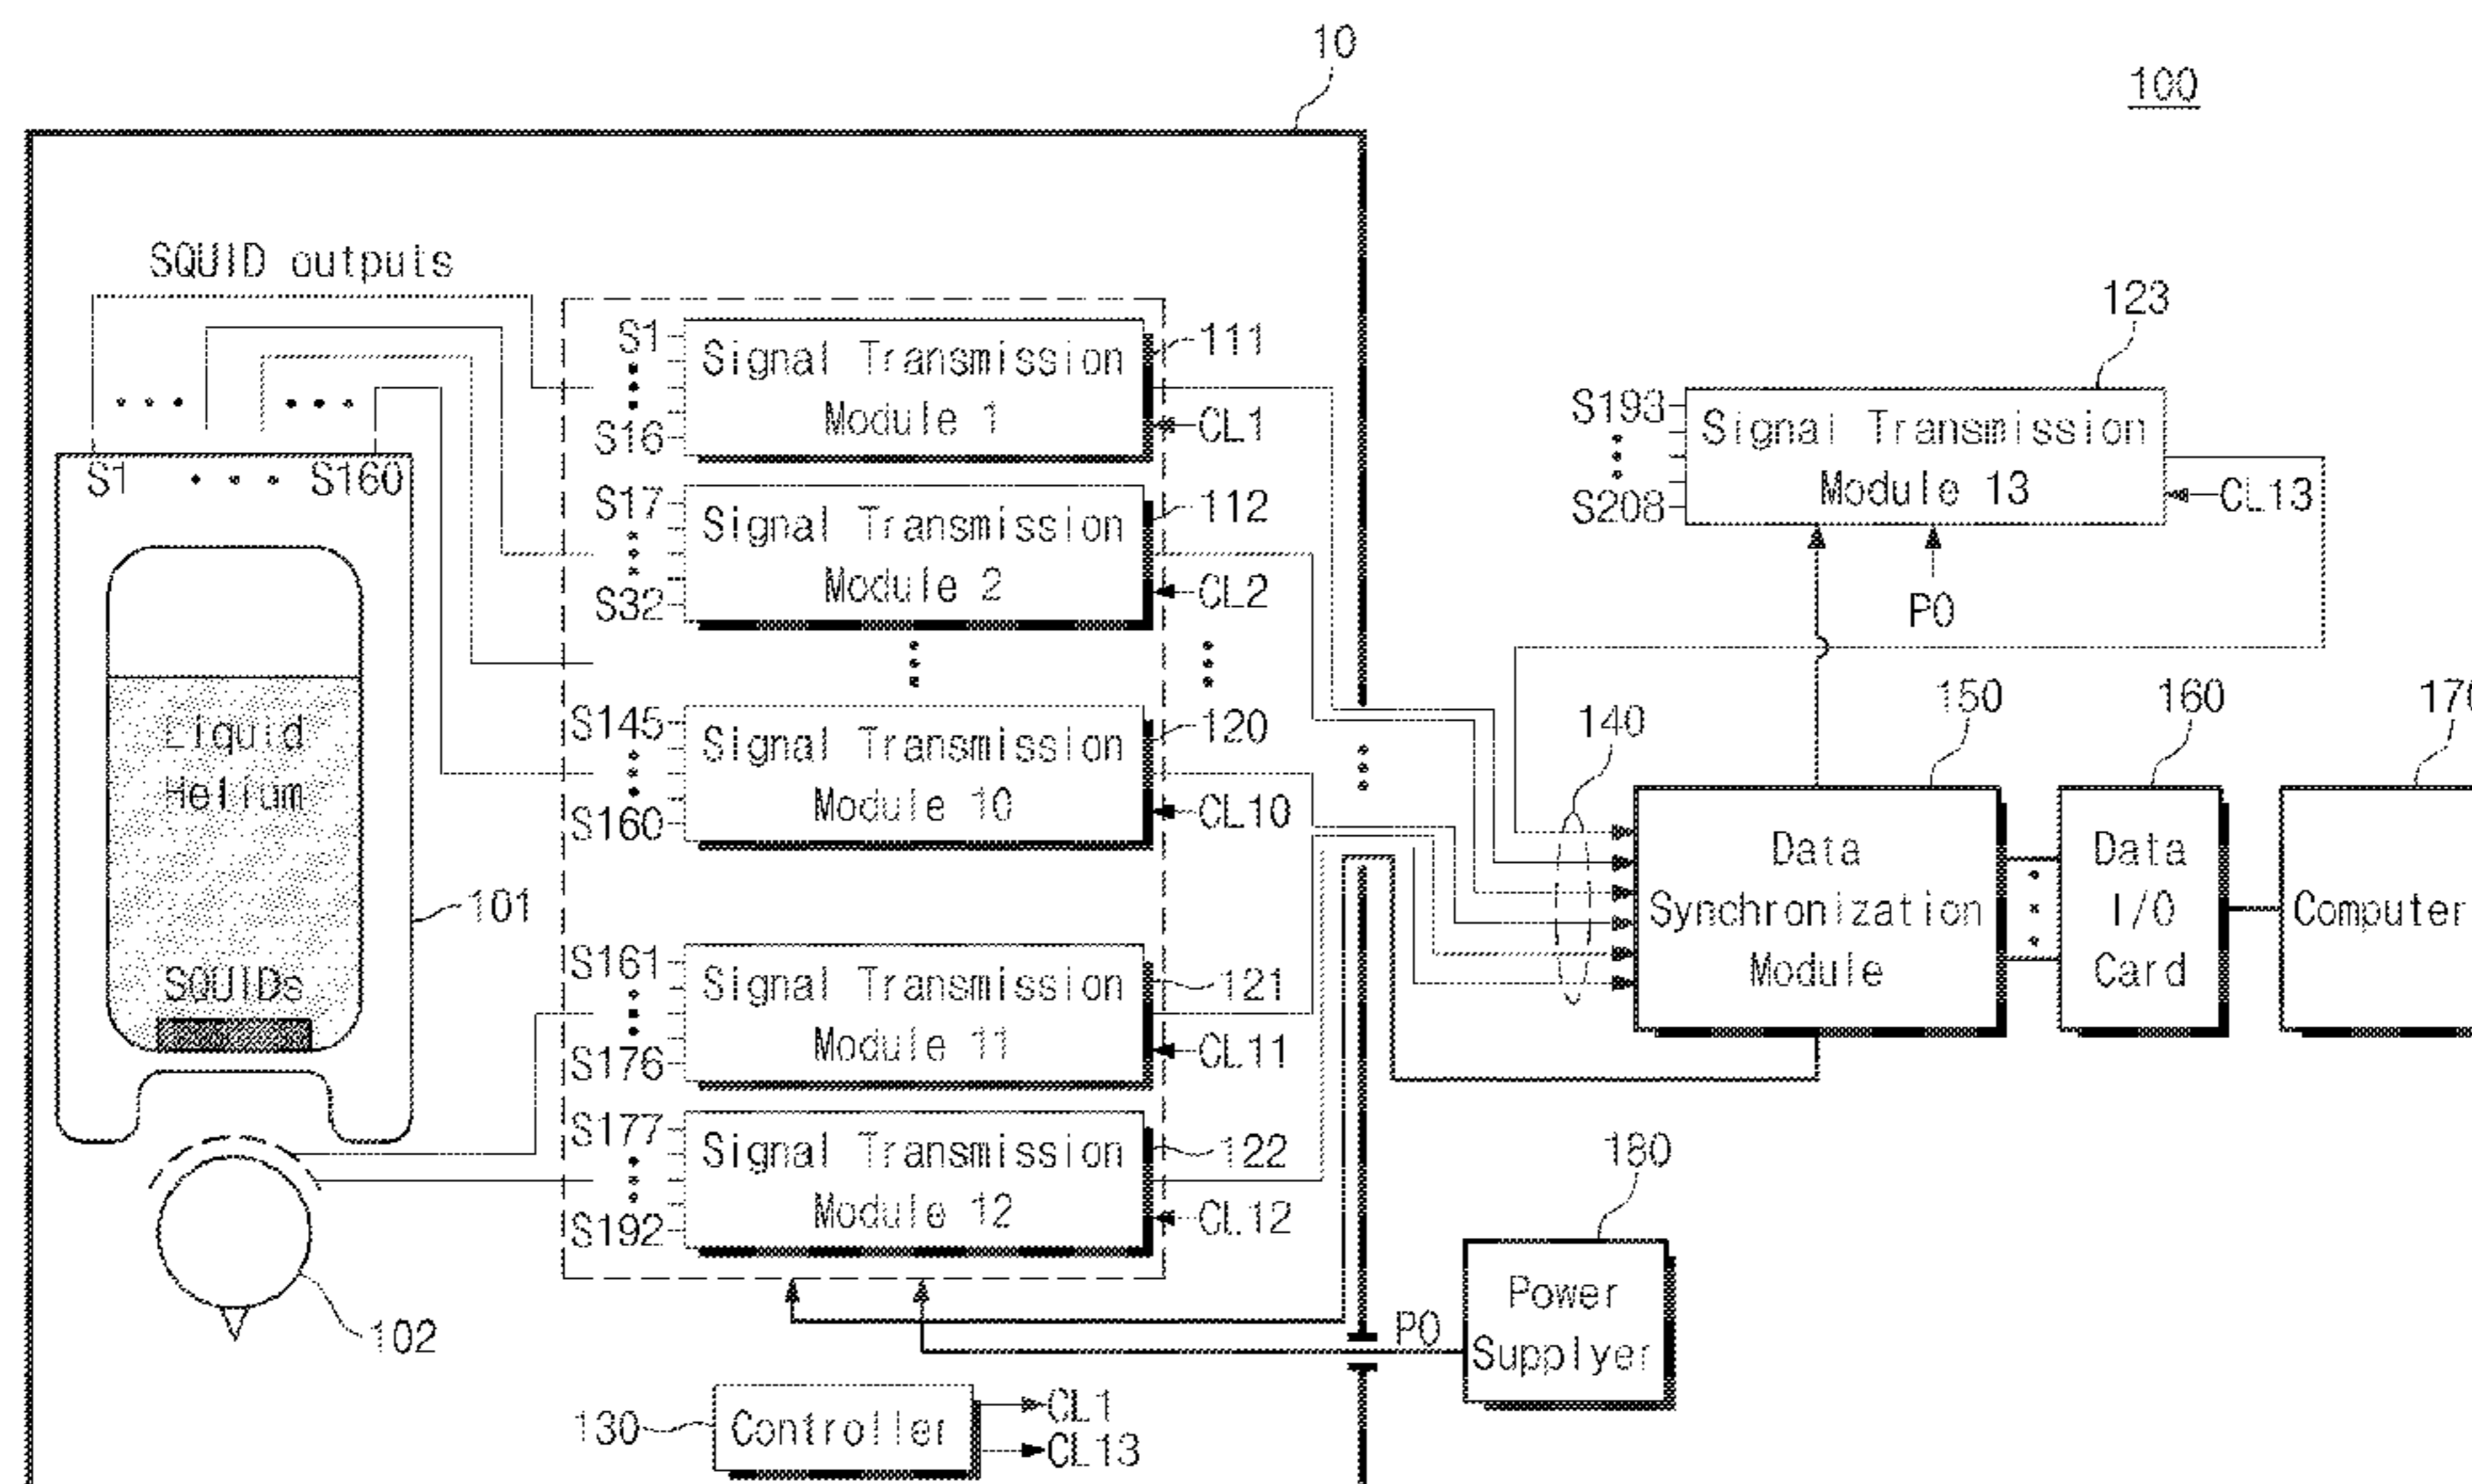 10
100
SQUID outputs
S1
S160
Liquid
Helium
SQUIDs
101
102
S1
S16
Signal Transmission
Module 1
111
CL1
S17
S32
Signal Transmission
Module 2
112
CL2
S145
S160
Signal Transmission
Module 10
120
CL10
S161
S176
Signal Transmission
Module 11
121
CL11
S177
S192
Signal Transmission
Module 12
122
CL12
130
Controller
CL1
CL13
123
S193
S208
Signal Transmission
Module 13
CL13
PO
140
150
Data
Synchronization
Module
160
Data
I/O
Card
170
Computer
180
Power
Supplyer
PO